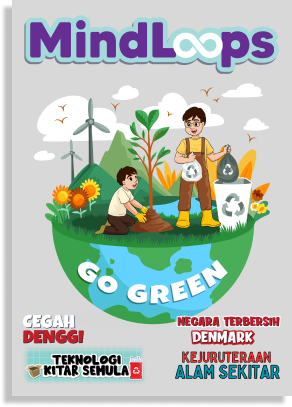 MindLoops
GO GREEN
CEGAH
DENGGI
TEKNOLOGI
KITAR SEMULA
NEGARA TERBERSIH
DENMARK
KEJURUTERAAN
ALAM SEKITAR